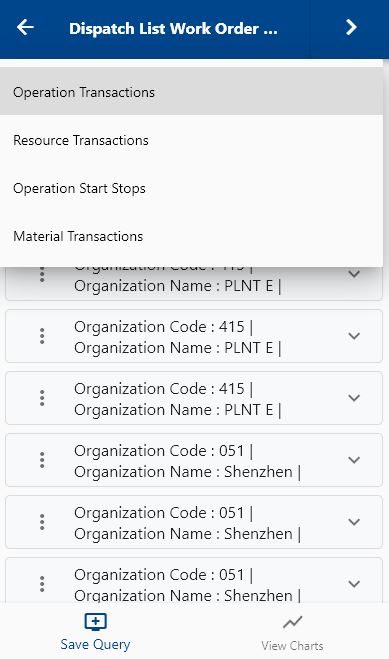 Dispatch List Work Order ...
Operation Transactions
Resource Transactions
Operation Start Stops
Material Transactions
Organization Code : 415 |
Organization Name : PLNT E |
Organization Code : 415 |
Organization Name : PLNT E |
Organization Code : 415 |
Organization Name : PLNT E |
Organization Code : 051 |
Organization Name : Shenzhen |
Organization Code : 051 |
Organization Name : Shenzhen |
Organization Code : 051 |
Organization Name : Shenzhen |
Save Query
View Charts